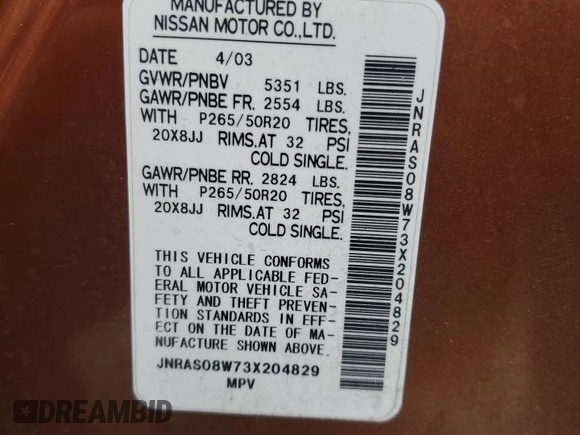 MANUFACTURED BY
NISSAN MOTOR CO.,LTD.
DATE 4/03
GVWR/PNBV 5351 LBS.
GAWR/PNBE FR. 2554 LBS.
WITH P265/50R20 TIRES,
20X8JJ RIMS.AT 32 PSI
COLD SINGLE.
GAWR/PNBE RR. 2824 LBS.
WITH P265/50R20 TIRES,
20X8JJ RIMS.AT 32 PSI
COLD SINGLE.
THIS VEHICLE CONFORMS
TO ALL APPLICABLE FED-
ERAL MOTOR VEHICLE SA-
FETY AND THEFT PREVEN-
TION STANDARDS IN EFF-
ECT ON THE DATE OF MA-
NUFACTURE SHOWN ABOVE.
JNRAS08W73X204829
MPV
JNRAS08W73X204829
DREAMBID